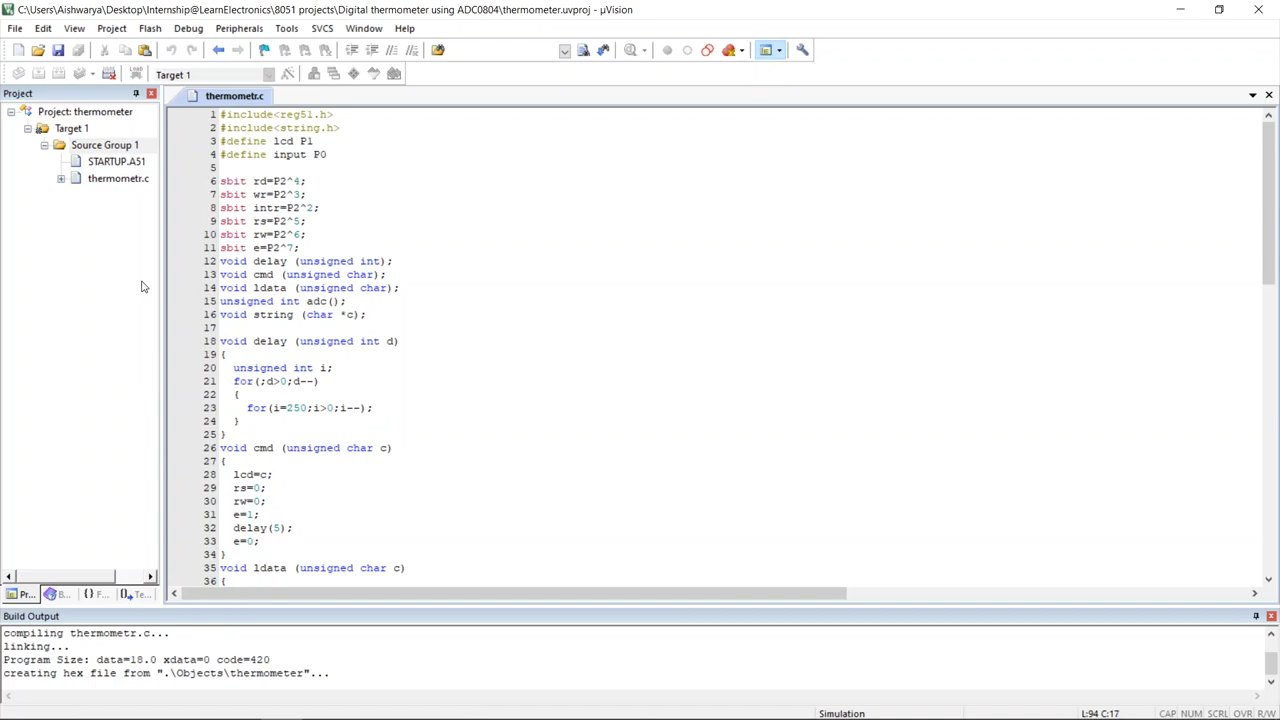 C:\Users\Aishwarya\Desktop\Internship@LearnElectronics\8051 projects\Digital thermometer using ADC0804\thermometer.uvproj - µVision
File Edit View Project Flash Debug Peripherals Tools SVCS Window Help
LOAD Target 1
Project
thermometr.c
Project: thermometer
Target 1
Source Group 1
STARTUP.A51
thermometr.c
1 #include<reg51.h>
2 #include<string.h>
3 #define lcd P1
4 #define input P0
5
6 sbit rd=P2^4;
7 sbit wr=P2^3;
8 sbit intr=P2^2;
9 sbit rs=P2^5;
10 sbit rw=P2^6;
11 sbit e=P2^7;
12 void delay (unsigned int);
13 void cmd (unsigned char);
14 void ldata (unsigned char);
15 unsigned int adc();
16 void string (char *c);
17
18 void delay (unsigned int d)
19 {
20 unsigned int i;
21 for(;d>0;d--)
22 {
23 for(i=250;i>0;i--);
24 }
25 }
26 void cmd (unsigned char c)
27 {
28 lcd=c;
29 rs=0;
30 rw=0;
31 e=1;
32 delay(5);
33 e=0;
34 }
35 void ldata (unsigned char c)
36 {
Pr... B... {} F... Te...
Build Output
compiling thermometr.c...
linking...
Program Size: data=18.0 xdata=0 code=420
creating hex file from ".\Objects\thermometer"...
Simulation L:94 C:17 CAP NUM SCRL OVR R/W